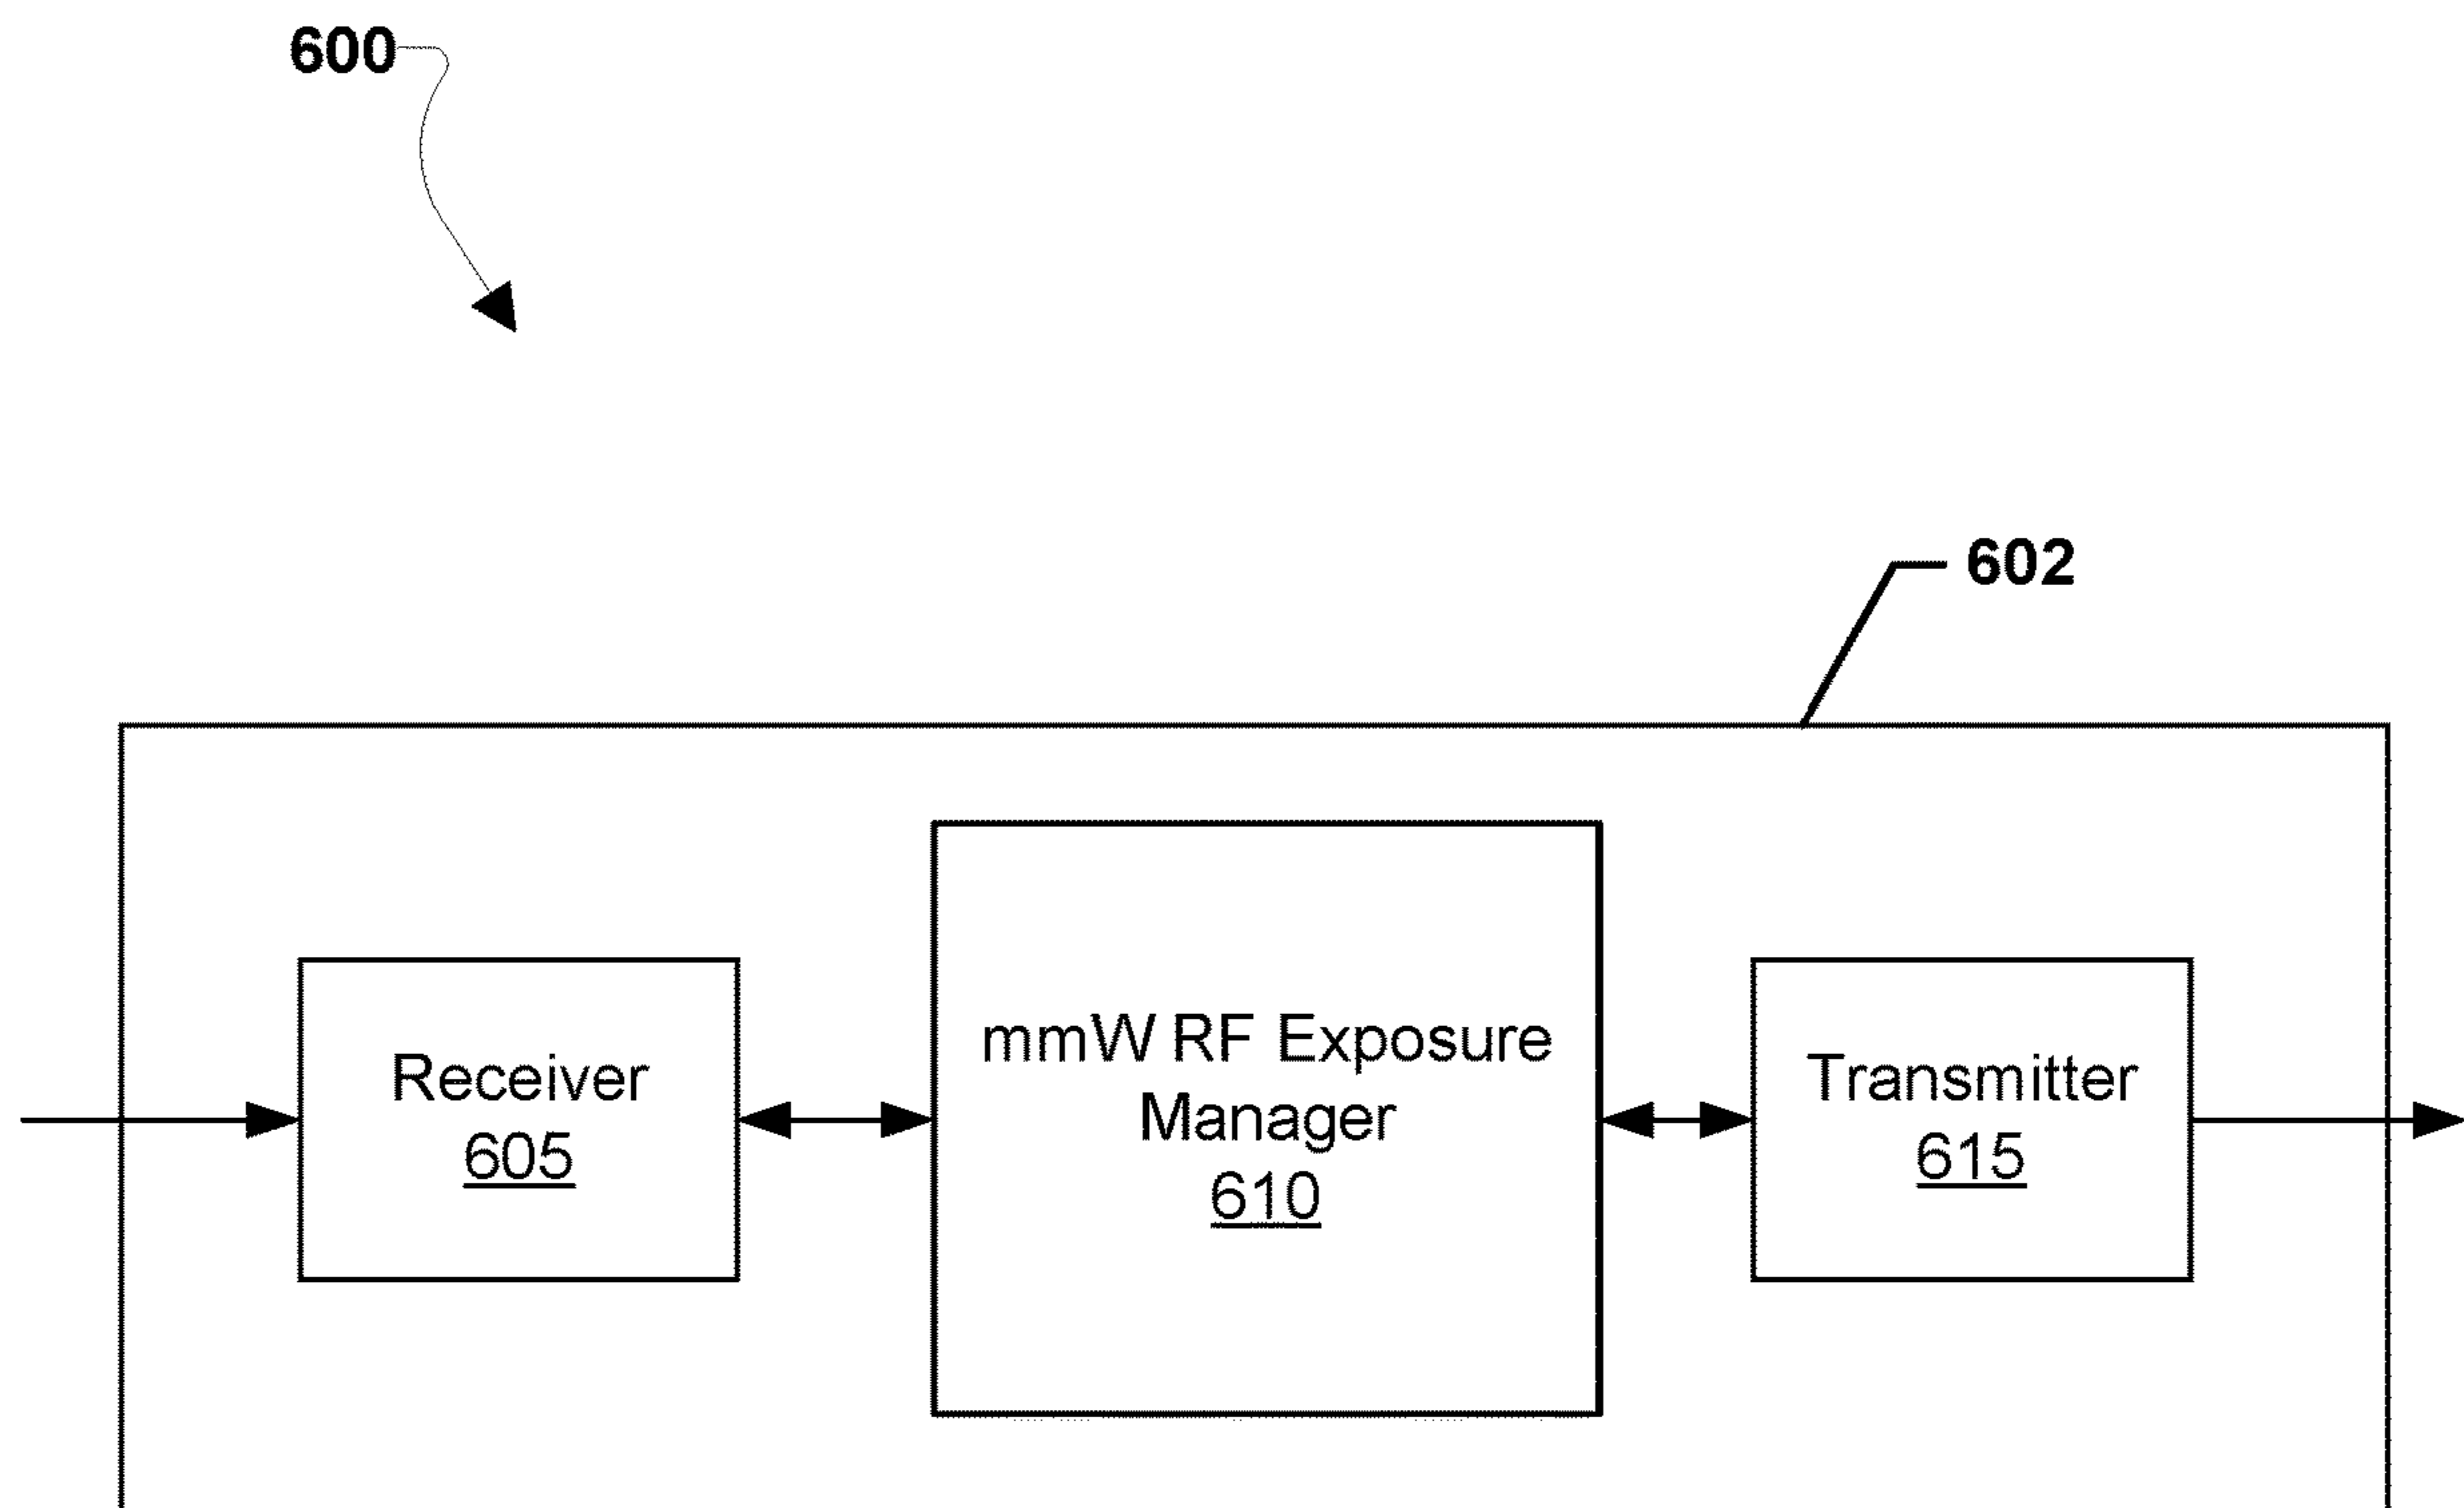 600
602
Receiver
605
mmW RF Exposure
Manager
610
Transmitter
615